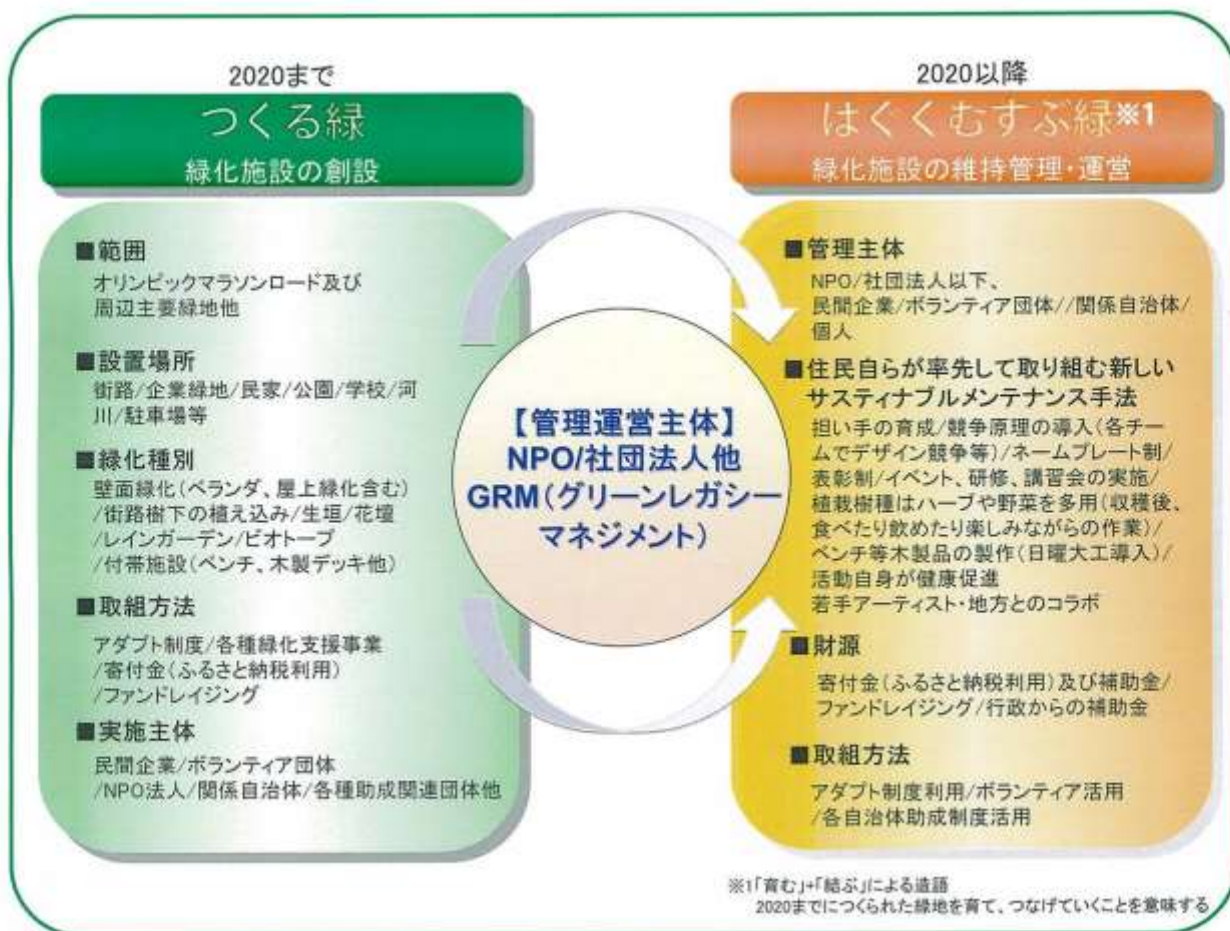 2020まで
つくる緑
緑化施設の創設
■範囲
オリンピックマラソンロード及び
周辺主要緑地他
■設置場所
街路/企業緑地/民家/公園/学校/河
川/駐車場等
■緑化種別
壁面緑化(ベランダ、屋上緑化含む)
/街路樹下の植え込み/生垣/花壇
/レインガーデン/ビオトープ
/付帯施設(ベンチ、木製デッキ他)
■取組方法
アダプト制度/各種緑化支援事業
/寄付金(ふるさと納税利用)
/ファンドレイジング
■実施主体
民間企業/ボランティア団体
/NPO法人/関係自治体/各種助成関連団体他
【管理運営主体】
NPO/社団法人他
GRM(グリーンレガシー
マネジメント)
2020以降
はぐくむすぶ緑※1
緑化施設の維持管理・運営
■管理主体
NPO/社団法人以下、
民間企業/ボランティア団体//関係自治体/
個人
■住民自らが率先して取り組む新しい
サスティナブルメンテナンス手法
担い手の育成/競争原理の導入(各チー
ムでデザイン競争等)/ネームプレート制/
表彰制/イベント、研修、講習会の実施/
植栽樹種はハーブや野菜を多用(収穫後、
食べたり飲めたり楽しみながらの作業)/
ベンチ等木製品の製作(日曜大工導入)/
活動自身が健康促進
若手アーティスト・地方とのコラボ
■財源
寄付金(ふるさと納税利用)及び補助金/
ファンドレイジング/行政からの補助金
■取組方法
アダプト制度利用/ボランティア活用
/各自治体助成制度活用
※1「育む」+「結ぶ」による造語
2020までにつくられた緑地を育て、つなげていくことを意味する